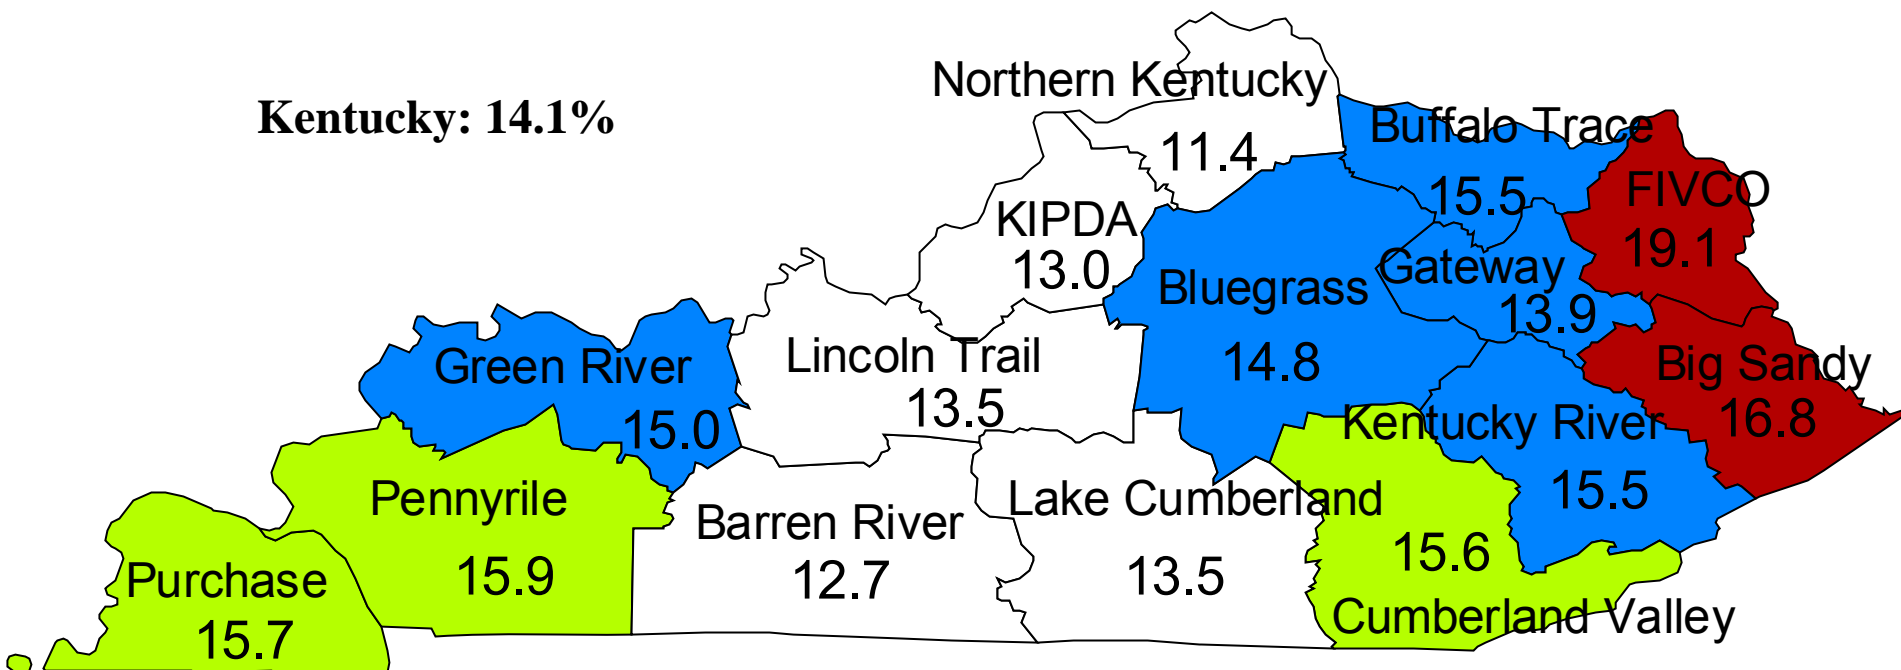 Northern Kentucky
11.4
Kentucky: 14.1%
Buffalo Trace
15.5
FIVCO
19.1
KIPDA
13.0
Bluegrass
14.8
Gateway
13.9
Green River
15.0
Lincoln Trail
13.5
Big Sandy
16.8
Kentucky River
15.5
Pennyrile
15.9
Barren River
12.7
Lake Cumberland
13.5
15.6
Cumberland Valley
Purchase
15.7